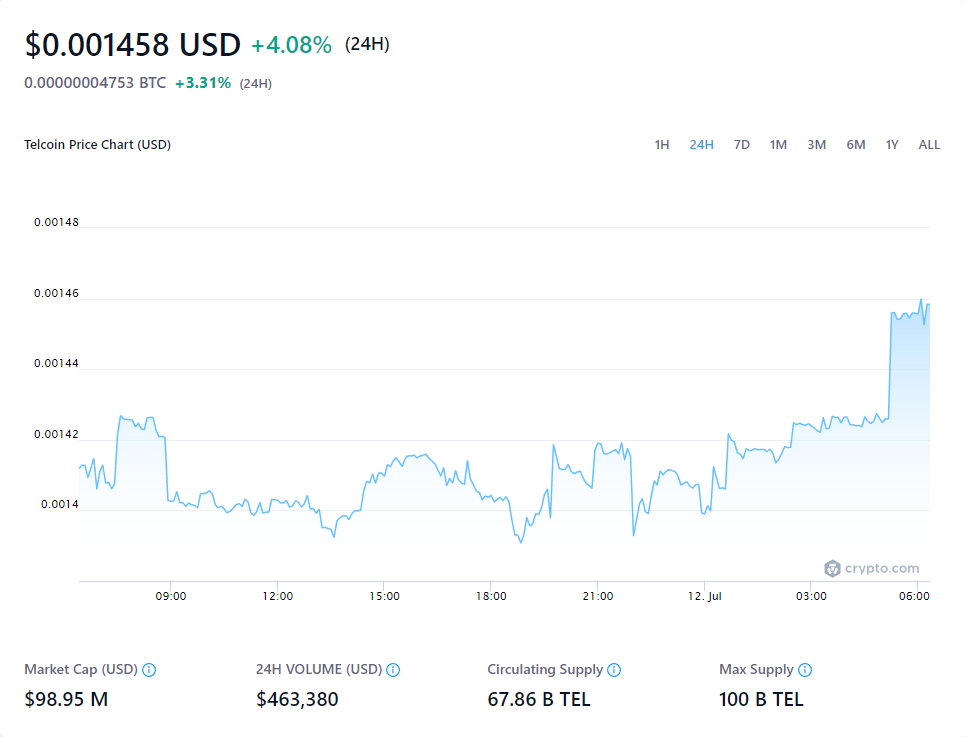 $0.001458 USD +4.08% (24H)
0.00000004753 BTC +3.31% (24H)
Telcoin Price Chart (USD) 1H 24H 7D 1M 3M 6M 1Y ALL
0.00148
0.00146
0.00144
0.00142
0.0014
crypto.com
09:00 12:00 15:00 18:00 21:00 12. Jul 03:00 06:00
Market Cap (USD) 24H VOLUME (USD) Circulating Supply Max Supply
$98.95 M $463,380 67.86 B TEL 100 B TEL